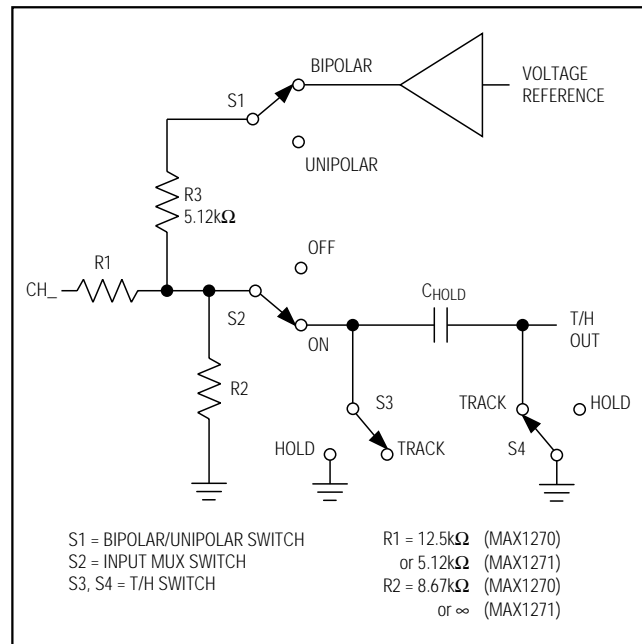 BIPOLAR
VOLTAGE
REFERENCE
S1
UNIPOLAR
R3
5.12kΩ
OFF
R1
CH_
CHOLD
S2
ON
T/H
OUT
R2
S3
TRACK
HOLD
HOLD
TRACK
S4
S1 = BIPOLAR/UNIPOLAR SWITCH
S2 = INPUT MUX SWITCH
S3, S4 = T/H SWITCH
R1 = 12.5kΩ (MAX1270)
or 5.12kΩ (MAX1271)
R2 = 8.67kΩ (MAX1270)
or ∞ (MAX1271)